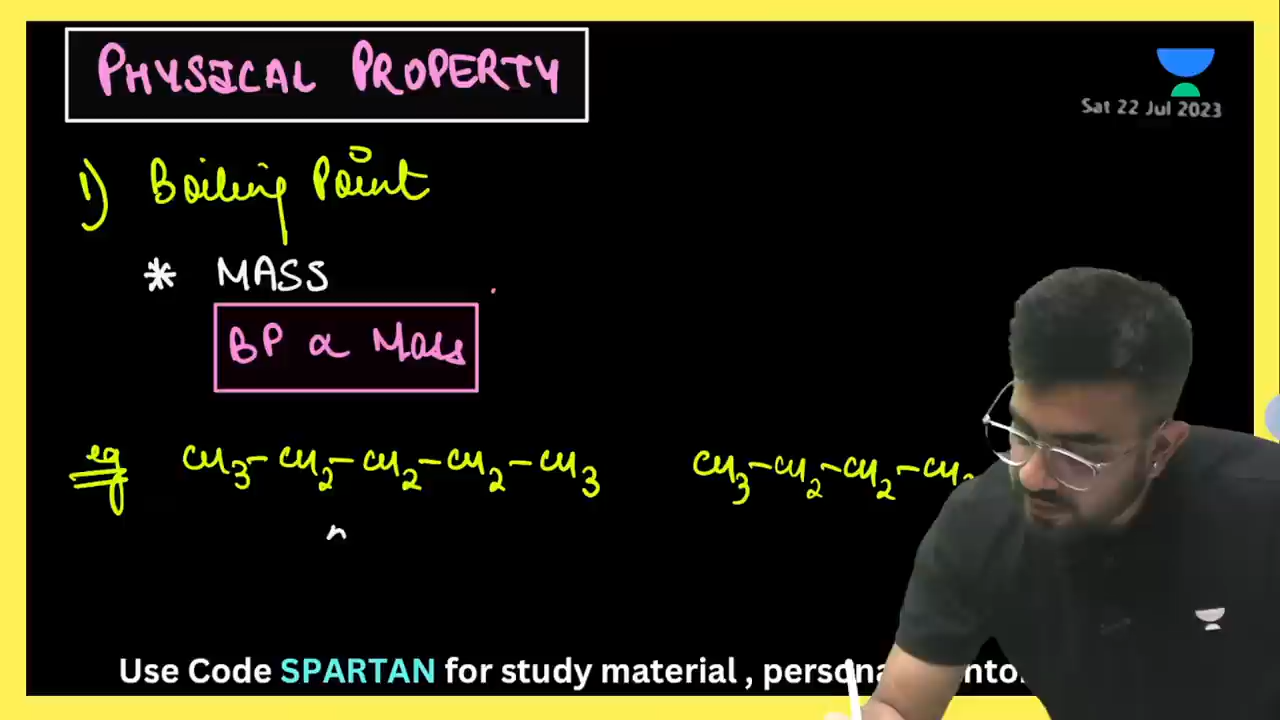 PHYSICAL PROPERTY
Sat 22 Jul 2023
1) Boiling Point
* MASS
BP ∝ Mass
eg CH3-CH2-CH2-CH2-CH3 CH3-CH2-CH2-CH2
n
Use Code SPARTAN for study material ,